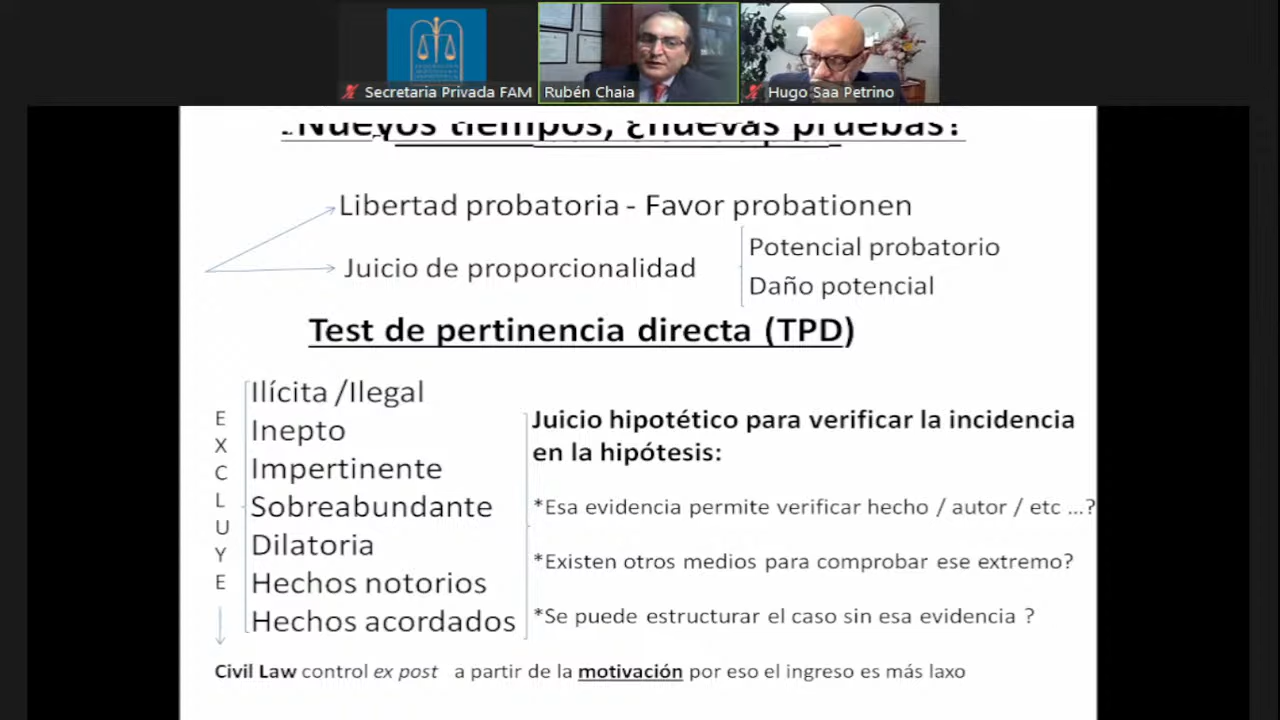 Secretaria Privada FAM
Rubén Chaia
Hugo Saa Petrino
¿Nuevos tiempos, ¿nuevas pruebas?
Libertad probatoria - Favor probationen
Juicio de proporcionalidad
Potencial probatorio
Daño potencial
Test de pertinencia directa (TPD)
EXCLUYE
Ilícita /Ilegal
Inepto
Impertinente
Sobreabundante
Dilatoria
Hechos notorios
Hechos acordados
Juicio hipotético para verificar la incidencia
en la hipótesis:
*Esa evidencia permite verificar hecho / autor / etc ...?
*Existen otros medios para comprobar ese extremo?
*Se puede estructurar el caso sin esa evidencia ?
Civil Law control ex post a partir de la motivación por eso el ingreso es más laxo